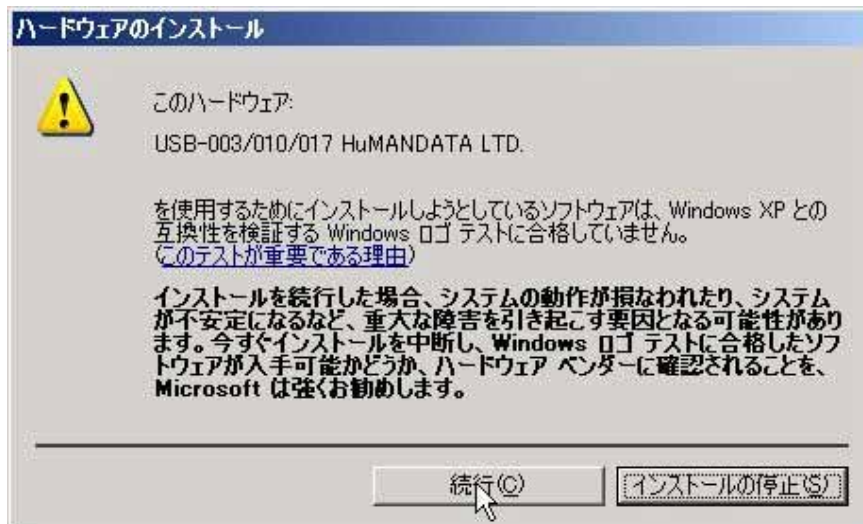 ハードウェアのインストール
このハードウェア:
USB-003/010/017 HuMANDATA LTD.
を使用するためにインストールしようとしているソフトウェアは、Windows XP との
互換性を検証する Windows ロゴ テストに合格していません。
(このテストが重要である理由)
インストールを続行した場合、システムの動作が損なわれたり、システム
が不安定になるなど、重大な障害を引き起こす要因となる可能性があり
ます。今すぐインストールを中断し、Windows ロゴ テストに合格したソフ
トウェアが入手可能かどうか、ハードウェア ベンダーに確認されることを、
Microsoft は強くお勧めします。
続行(C) インストールの停止(S)